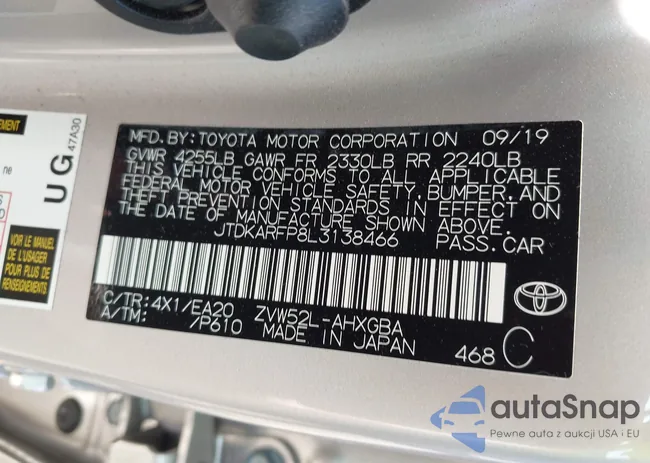 EMENT
ne
S
D
VOIR LE MANUEL
DE L'USAGER
POUR PLUS DE
RENSEIGNEMENTS
UG 47A30
MFD.BY:TOYOTA MOTOR CORPORATION 09/19
GVWR 4255LB GAWR FR 2330LB RR 2240LB
THIS VEHICLE CONFORMS TO ALL APPLICABLE
FEDERAL MOTOR VEHICLE SAFETY, BUMPER, AND
THEFT PREVENTION STANDARDS IN EFFECT ON
THE DATE OF MANUFACTURE SHOWN ABOVE.
JTDKARFP8L3138466 PASS.CAR
C/TR:4X1/EA20 ZVW52L-AHXGBA
A/TM: /P610 MADE IN JAPAN
468 C
autaSnap
Pewne auta z aukcji USA i EU